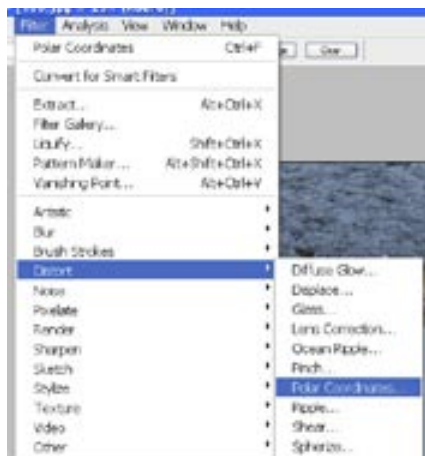 Filter Analysis View Window Help
Polar Coordinates Ctrl+F
Convert for Smart Filters
Extract... Alt+Ctrl+X
Filter Gallery...
Liquify... Shift+Ctrl+X
Pattern Maker... Alt+Shift+Ctrl+X
Vanishing Point... Alt+Ctrl+V
Artistic
Blur
Brush Strokes
Distort
Noise
Pixelate
Render
Sharpen
Sketch
Stylize
Texture
Video
Other
Diffuse Glow...
Displace...
Glass...
Lens Correction...
Ocean Ripple...
Pinch...
Polar Coordinates...
Ripple...
Shear...
Spherize...